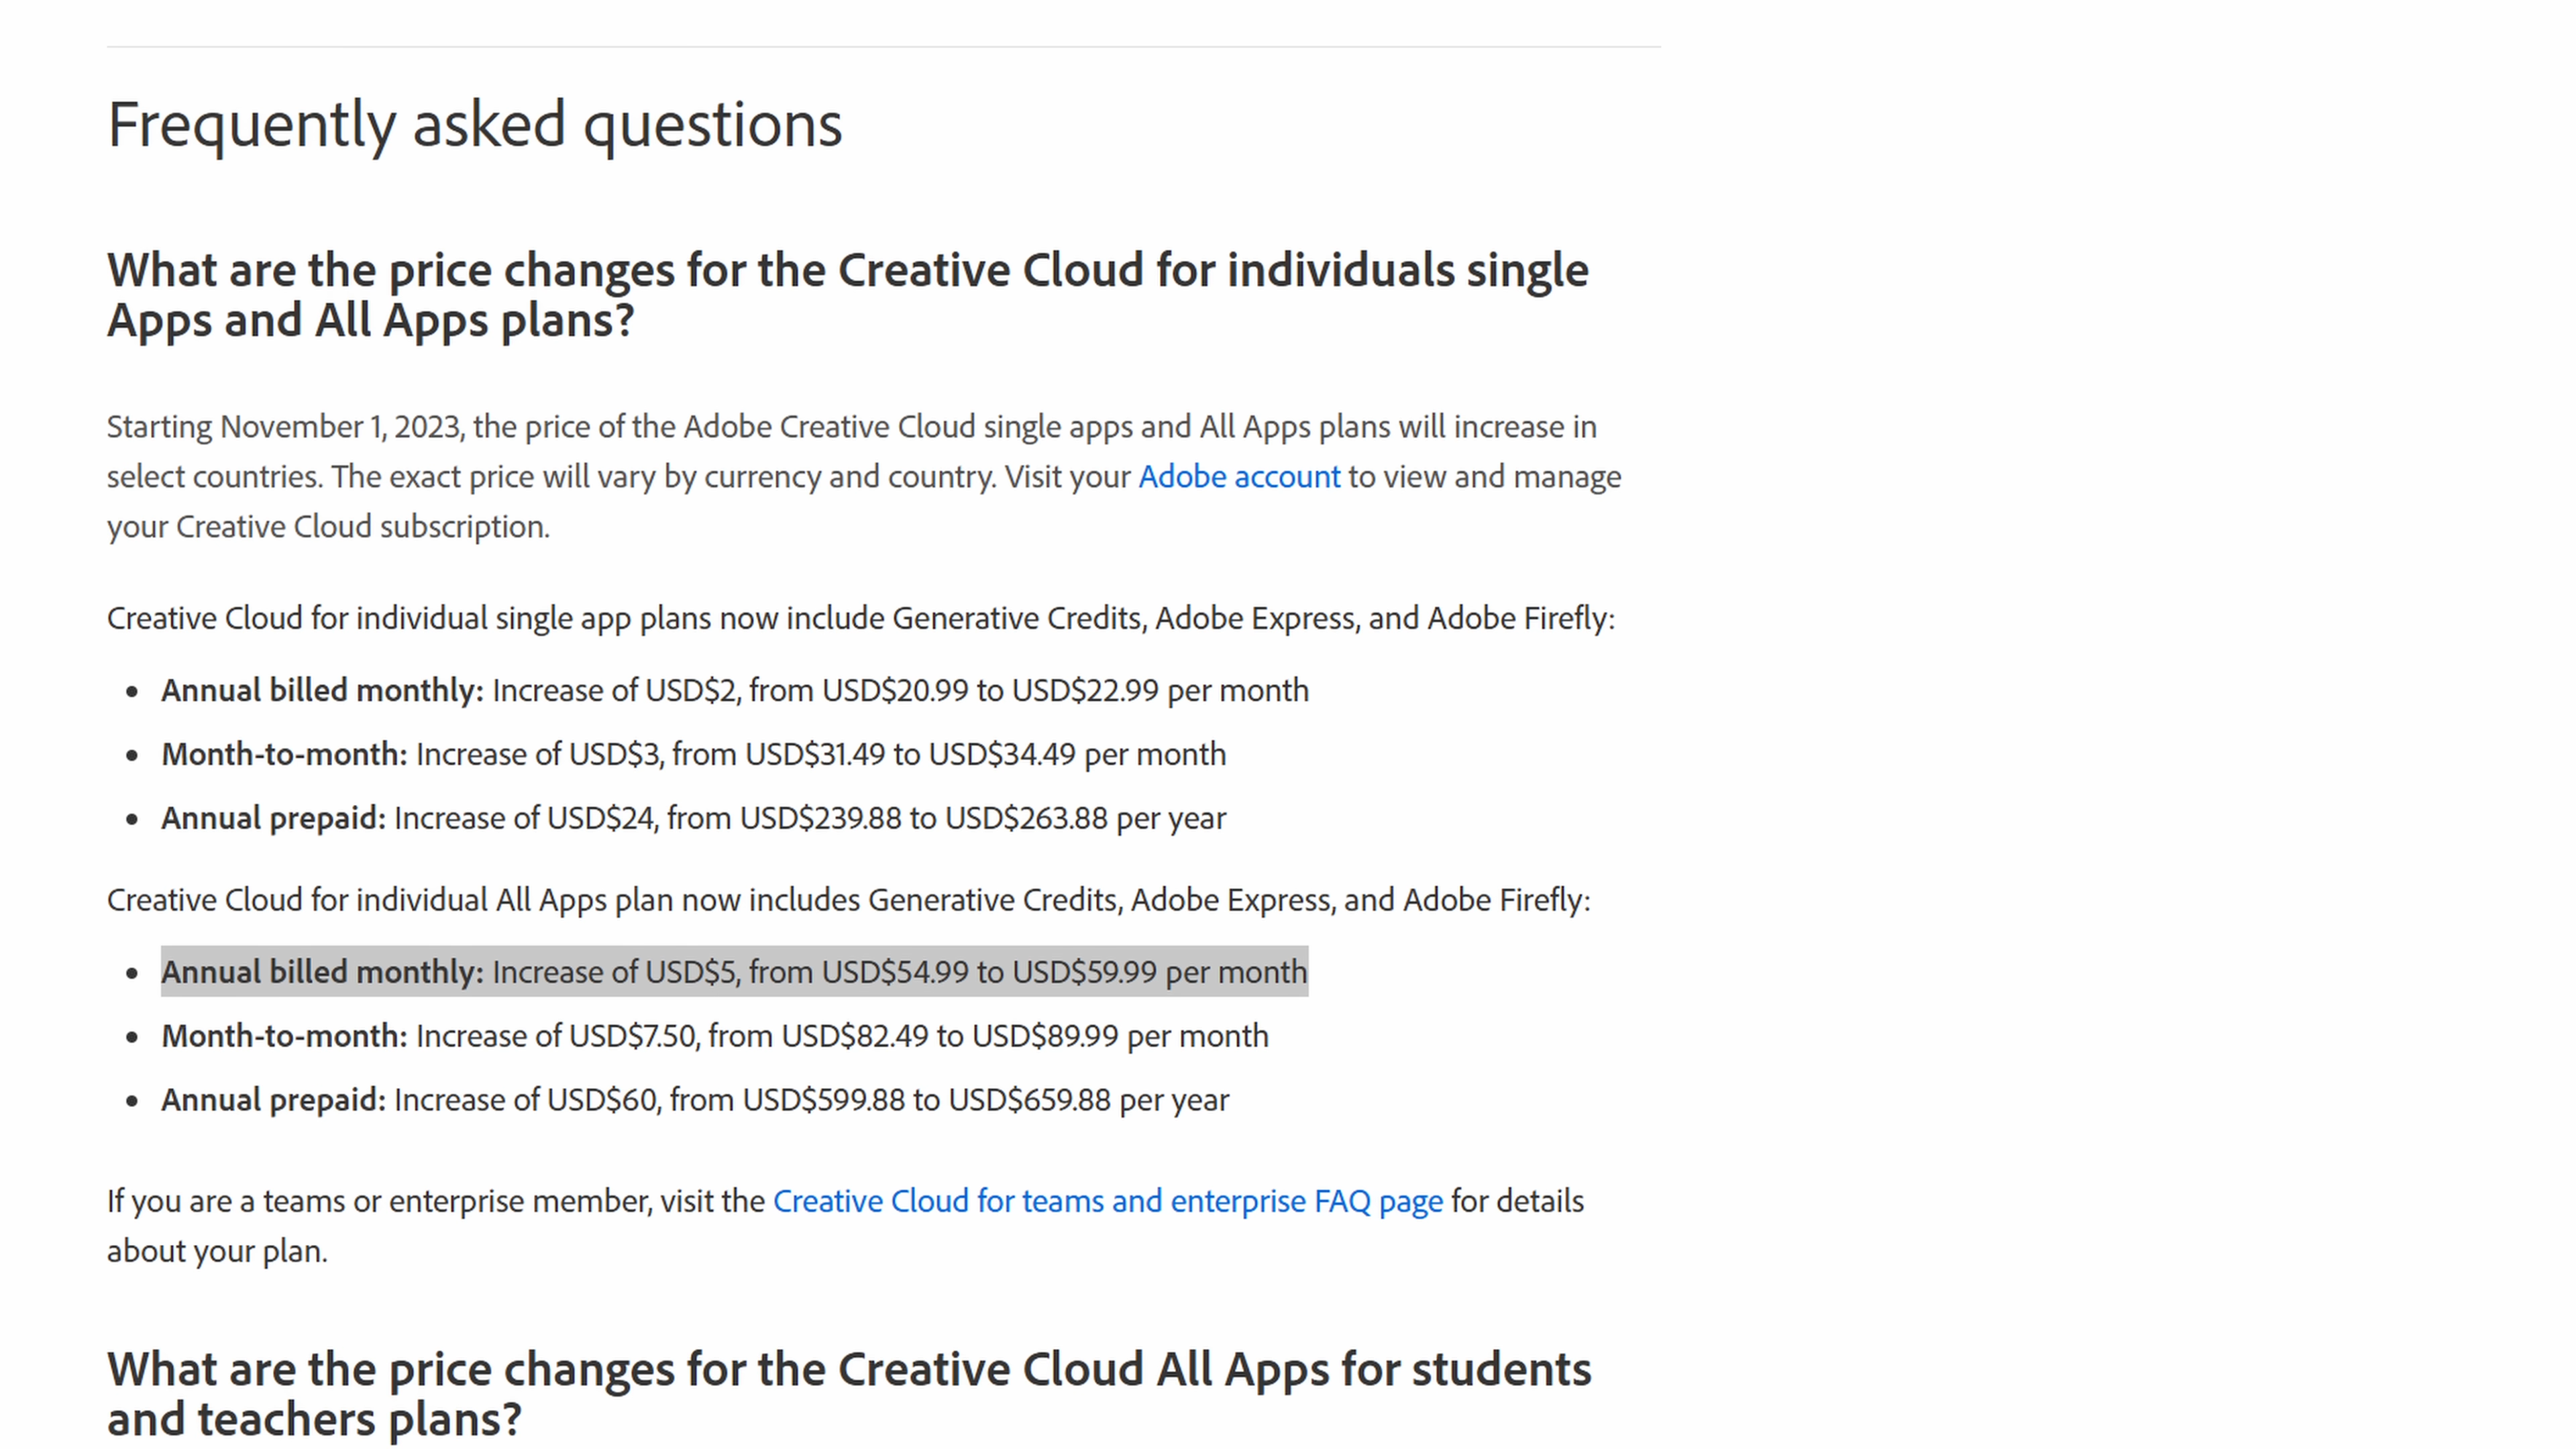 Frequently asked questions
What are the price changes for the Creative Cloud for individuals single
Apps and All Apps plans?
Starting November 1, 2023, the price of the Adobe Creative Cloud single apps and All Apps plans will increase in
select countries. The exact price will vary by currency and country. Visit your Adobe account to view and manage
your Creative Cloud subscription.
Creative Cloud for individual single app plans now include Generative Credits, Adobe Express, and Adobe Firefly:
• Annual billed monthly: Increase of USD$2, from USD$20.99 to USD$22.99 per month
• Month-to-month: Increase of USD$3, from USD$31.49 to USD$34.49 per month
• Annual prepaid: Increase of USD$24, from USD$239.88 to USD$263.88 per year
Creative Cloud for individual All Apps plan now includes Generative Credits, Adobe Express, and Adobe Firefly:
• Annual billed monthly: Increase of USD$5, from USD$54.99 to USD$59.99 per month
• Month-to-month: Increase of USD$7.50, from USD$82.49 to USD$89.99 per month
• Annual prepaid: Increase of USD$60, from USD$599.88 to USD$659.88 per year
If you are a teams or enterprise member, visit the Creative Cloud for teams and enterprise FAQ page for details
about your plan.
What are the price changes for the Creative Cloud All Apps for students
and teachers plans?